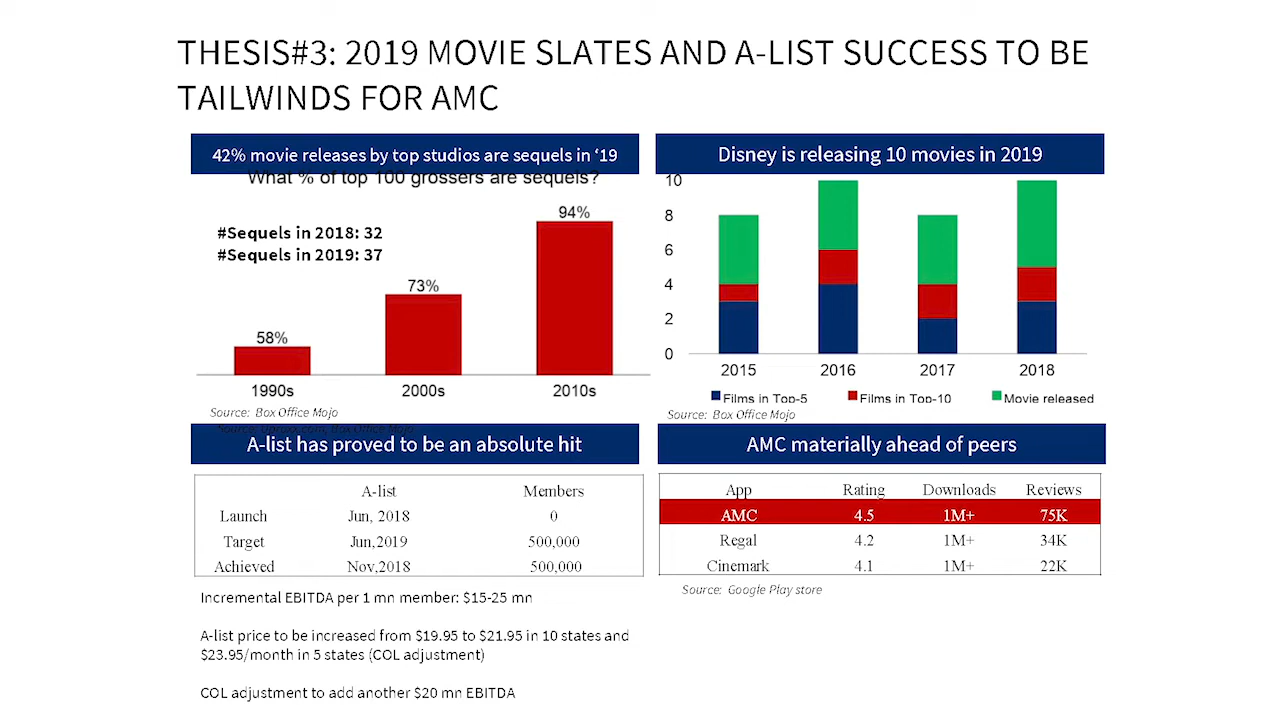 THESIS#3: 2019 MOVIE SLATES AND A-LIST SUCCESS TO BE
TAILWINDS FOR AMC
42% movie releases by top studios are sequels in ‘19
What % of top 100 grossers are sequels?
#Sequels in 2018: 32
#Sequels in 2019: 37
58%
73%
94%
1990s
2000s
2010s
Source: Box Office Mojo
Source: Uproxx.com, Box Office Mojo
Disney is releasing 10 movies in 2019
10
8
6
4
2
0
2015
2016
2017
2018
Films in Top-5
Films in Top-10
Movie released
Source: Box Office Mojo
A-list has proved to be an absolute hit
A-list Members
Launch Jun, 2018 0
Target Jun,2019 500,000
Achieved Nov,2018 500,000
Incremental EBITDA per 1 mn member: $15-25 mn
A-list price to be increased from $19.95 to $21.95 in 10 states and
$23.95/month in 5 states (COL adjustment)
COL adjustment to add another $20 mn EBITDA
AMC materially ahead of peers
App Rating Downloads Reviews
AMC 4.5 1M+ 75K
Regal 4.2 1M+ 34K
Cinemark 4.1 1M+ 22K
Source: Google Play store